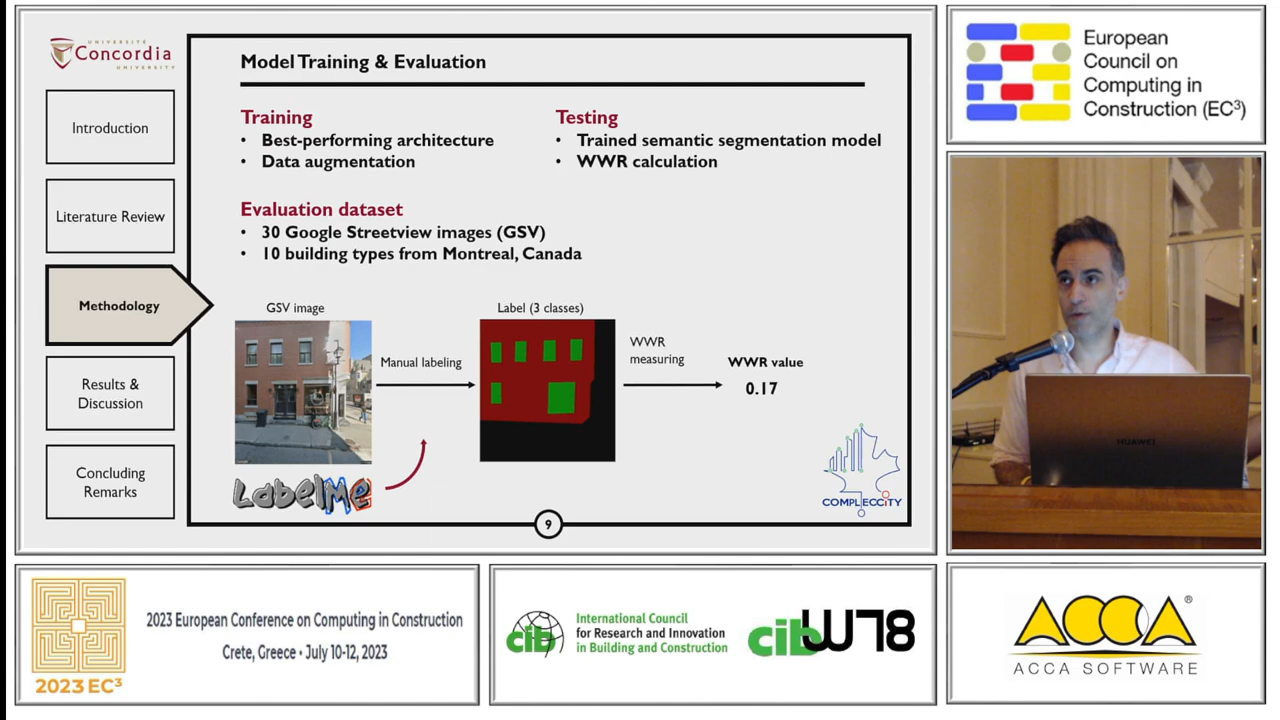 UNIVERSITÉ
Concordia
UNIVERSITY
Introduction
Literature Review
Methodology
Results &
Discussion
Concluding
Remarks
Model Training & Evaluation
Training
• Best-performing architecture
• Data augmentation
Testing
• Trained semantic segmentation model
• WWR calculation
Evaluation dataset
• 30 Google Streetview images (GSV)
• 10 building types from Montreal, Canada
GSV image
Manual labeling
Label (3 classes)
WWR
measuring
WWR value
0.17
LabelMe
COMPLECCITY
9
European
Council on
Computing in
Construction (EC³)
HUAWEI
2023 EC³
2023 European Conference on Computing in Construction
Crete, Greece • July 10-12, 2023
cib
International Council
for Research and Innovation
in Building and Construction
cib W78
ACCA®
ACCA SOFTWARE